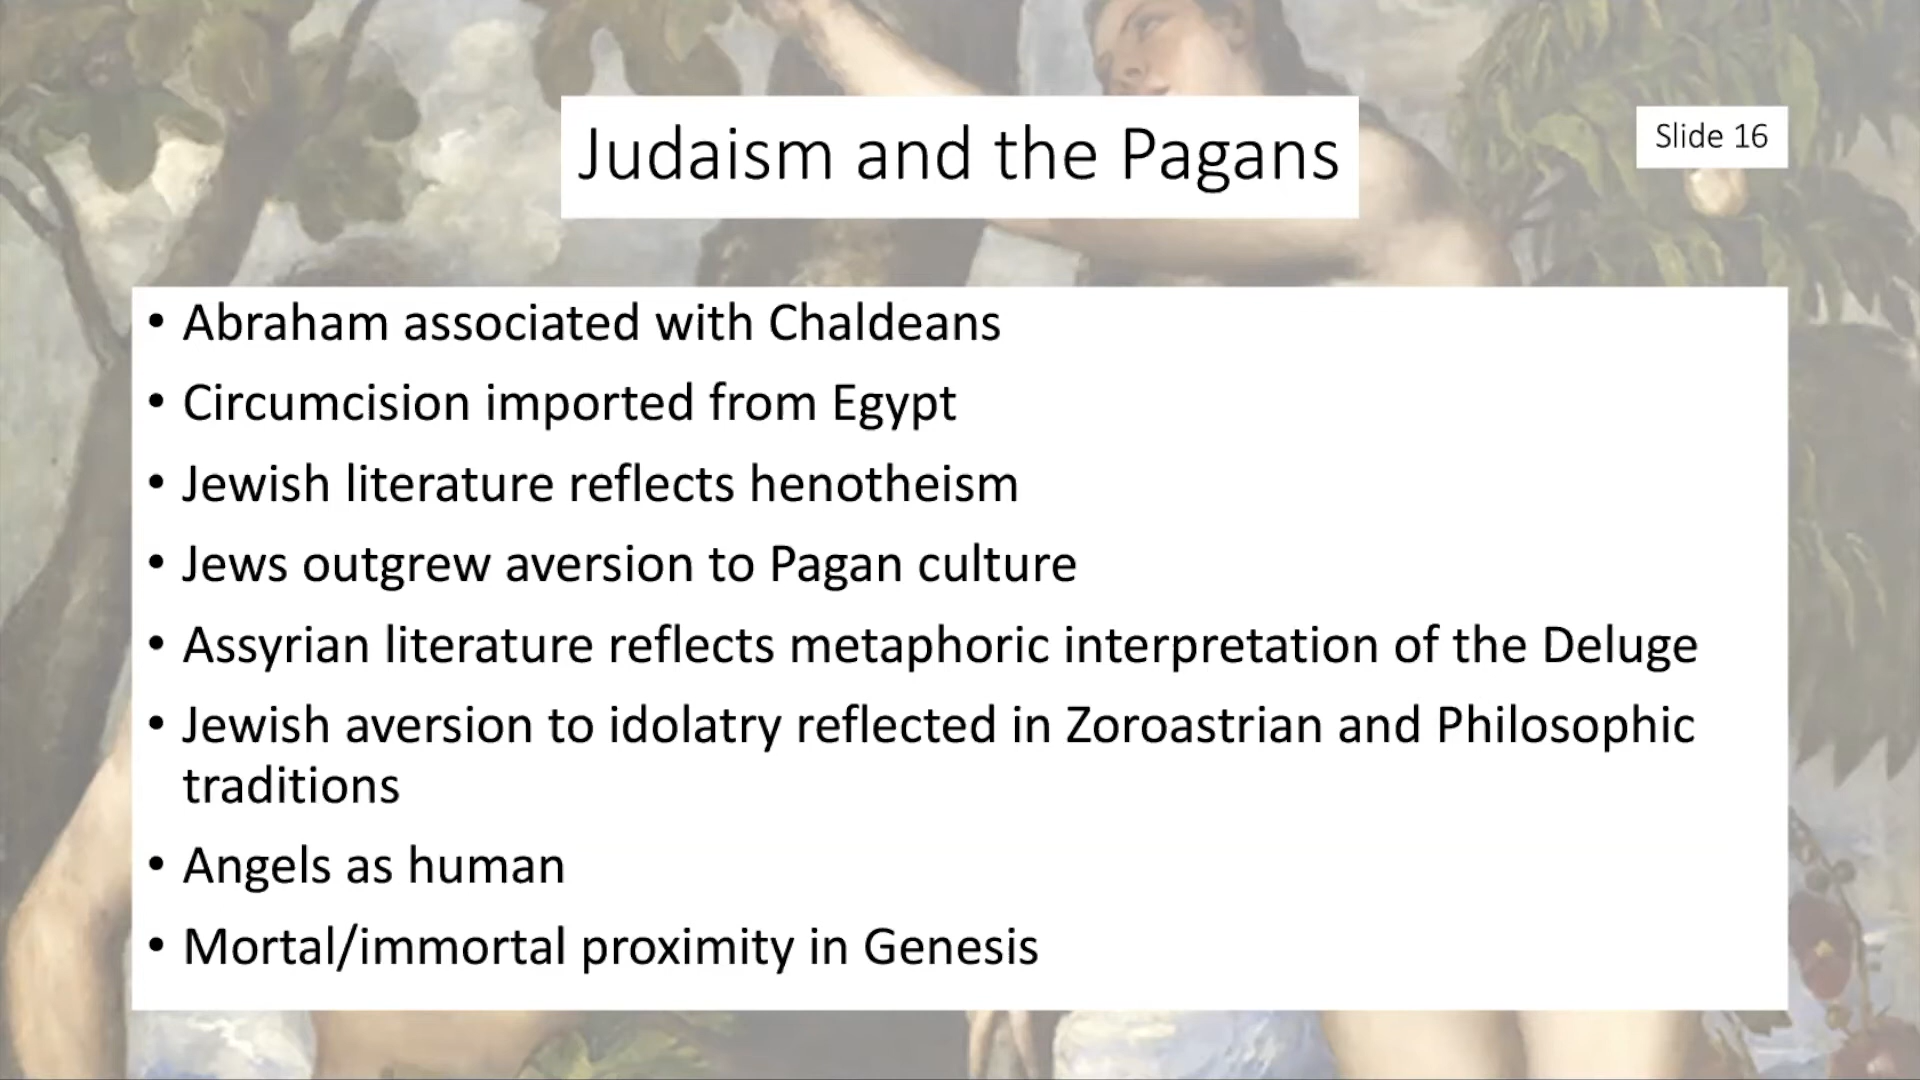 Judaism and the Pagans
Slide 16
• Abraham associated with Chaldeans
• Circumcision imported from Egypt
• Jewish literature reflects henotheism
• Jews outgrew aversion to Pagan culture
• Assyrian literature reflects metaphoric interpretation of the Deluge
• Jewish aversion to idolatry reflected in Zoroastrian and Philosophic
traditions
• Angels as human
• Mortal/immortal proximity in Genesis